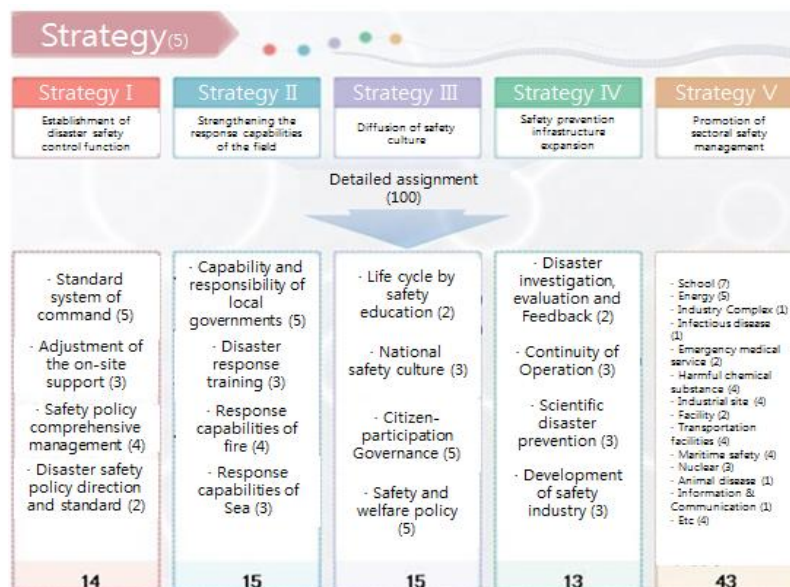 Strategy(5)
Strategy I
Establishment of
disaster safety
control function
Strategy II
Strengthening the
response capabilities
of the field
Strategy III
Diffusion of safety
culture
Strategy IV
Safety prevention
infrastructure
expansion
Strategy V
Promotion of
sectoral safety
management
Detailed assignment
(100)
· Standard
system of
command (5)
· Adjustment of
the on-site
support (3)
· Safety policy
comprehensive
management (4)
· Disaster safety
policy direction
and standard (2)
14
· Capability and
responsibility of
local
governments (5)
· Disaster
response
training (3)
· Response
capabilities of
fire (4)
· Response
capabilities of
Sea (3)
15
· Life cycle by
safety
education (2)
· National
safety culture (3)
· Citizen-
participation
Governance (5)
· Safety and
welfare policy
(5)
15
· Disaster
investigation,
evaluation and
Feedback (2)
· Continuity of
Operation (3)
· Scientific
disaster
prevention (3)
· Development
of safety
industry (3)
13
- School (7)
- Energy (5)
- Industry Complex (1)
- Infectious disease
(1)
- Emergency medical
service (2)
- Harmful chemical
substance (4)
- Industrial site (4)
- Facility (2)
- Transportation
facilities (4)
- Maritime safety (4)
- Nuclear (3)
- Animal disease (1)
- Information &
Communication (1)
- Etc (4)
43